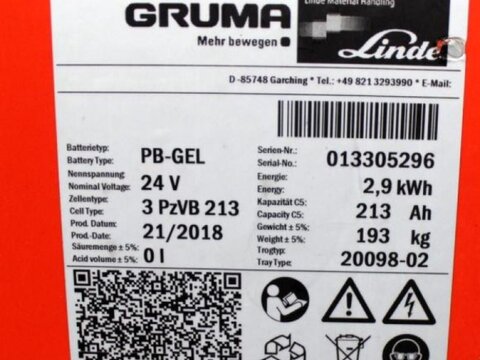 GRUMA
Mehr bewegen
Linde Material Handling
Linde
D -85748 Garching * Tel.: +49 821 3293990 * E-Mail:
Batterietyp:
Battery Type:
PB-GEL
Nennspannung:
Nominal Voltage:
24 V
Zellentype:
Cell Type:
3 PzVB 213
Prod. Datum:
Prod.-Date:
21/2018
Säuremenge ± 5%:
Acid volume ± 5%:
0 l
Serien-Nr.:
Serial-No.:
013305296
Energie:
Energy:
2,9 kWh
Kapazität C5:
Capacity C5:
213 Ah
Gewicht ± 5%:
Weight ± 5%:
193 kg
Trogtyp:
Tray Type:
20098-02